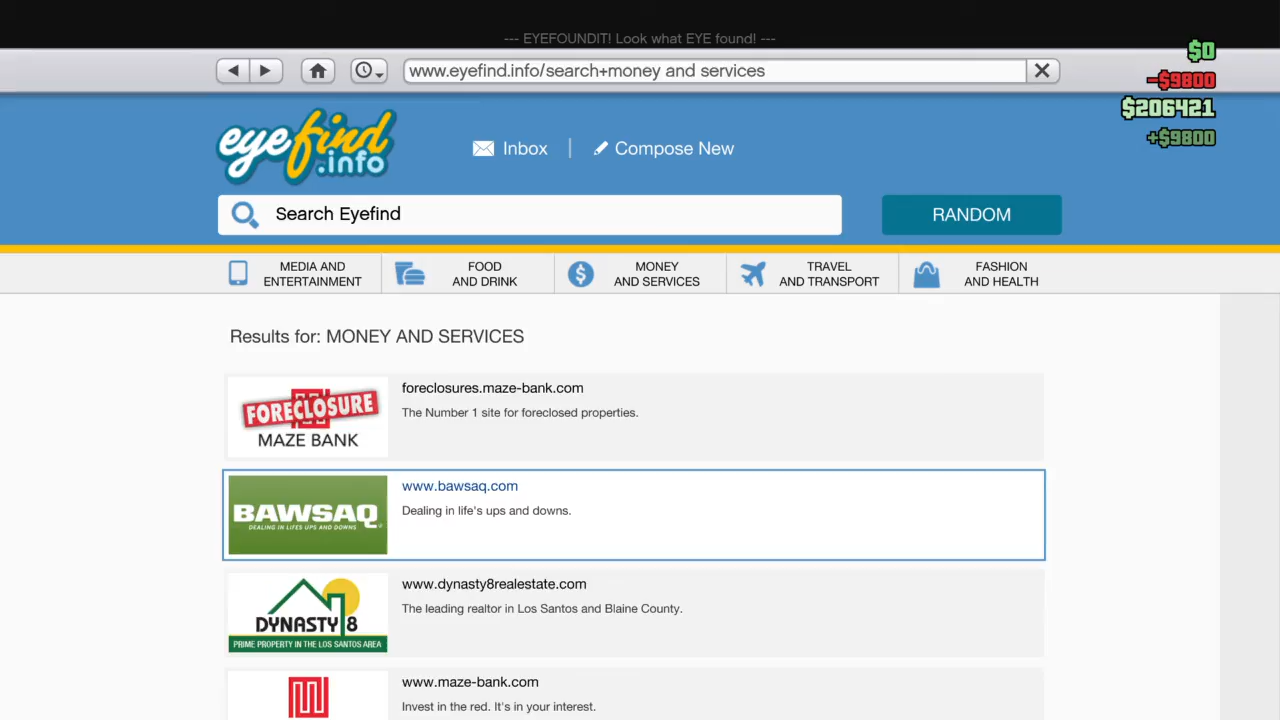 --- EYEFOUNDIT! Look what EYE found! ---
$0
www.eyefind.info/search+money and services
-$9800
$206421
+$9800
eyefind
.info
Inbox
Compose New
Search Eyefind
RANDOM
MEDIA AND
ENTERTAINMENT
FOOD
AND DRINK
MONEY
AND SERVICES
TRAVEL
AND TRANSPORT
FASHION
AND HEALTH
Results for: MONEY AND SERVICES
FORECLOSURE
MAZE BANK
foreclosures.maze-bank.com
The Number 1 site for foreclosed properties.
BAWSAQ
DEALING IN LIFES UPS AND DOWNS
www.bawsaq.com
Dealing in life's ups and downs.
DYNASTY 8
PRIME PROPERTY IN THE LOS SANTOS AREA
www.dynasty8realestate.com
The leading realtor in Los Santos and Blaine County.
www.maze-bank.com
Invest in the red. It's in your interest.